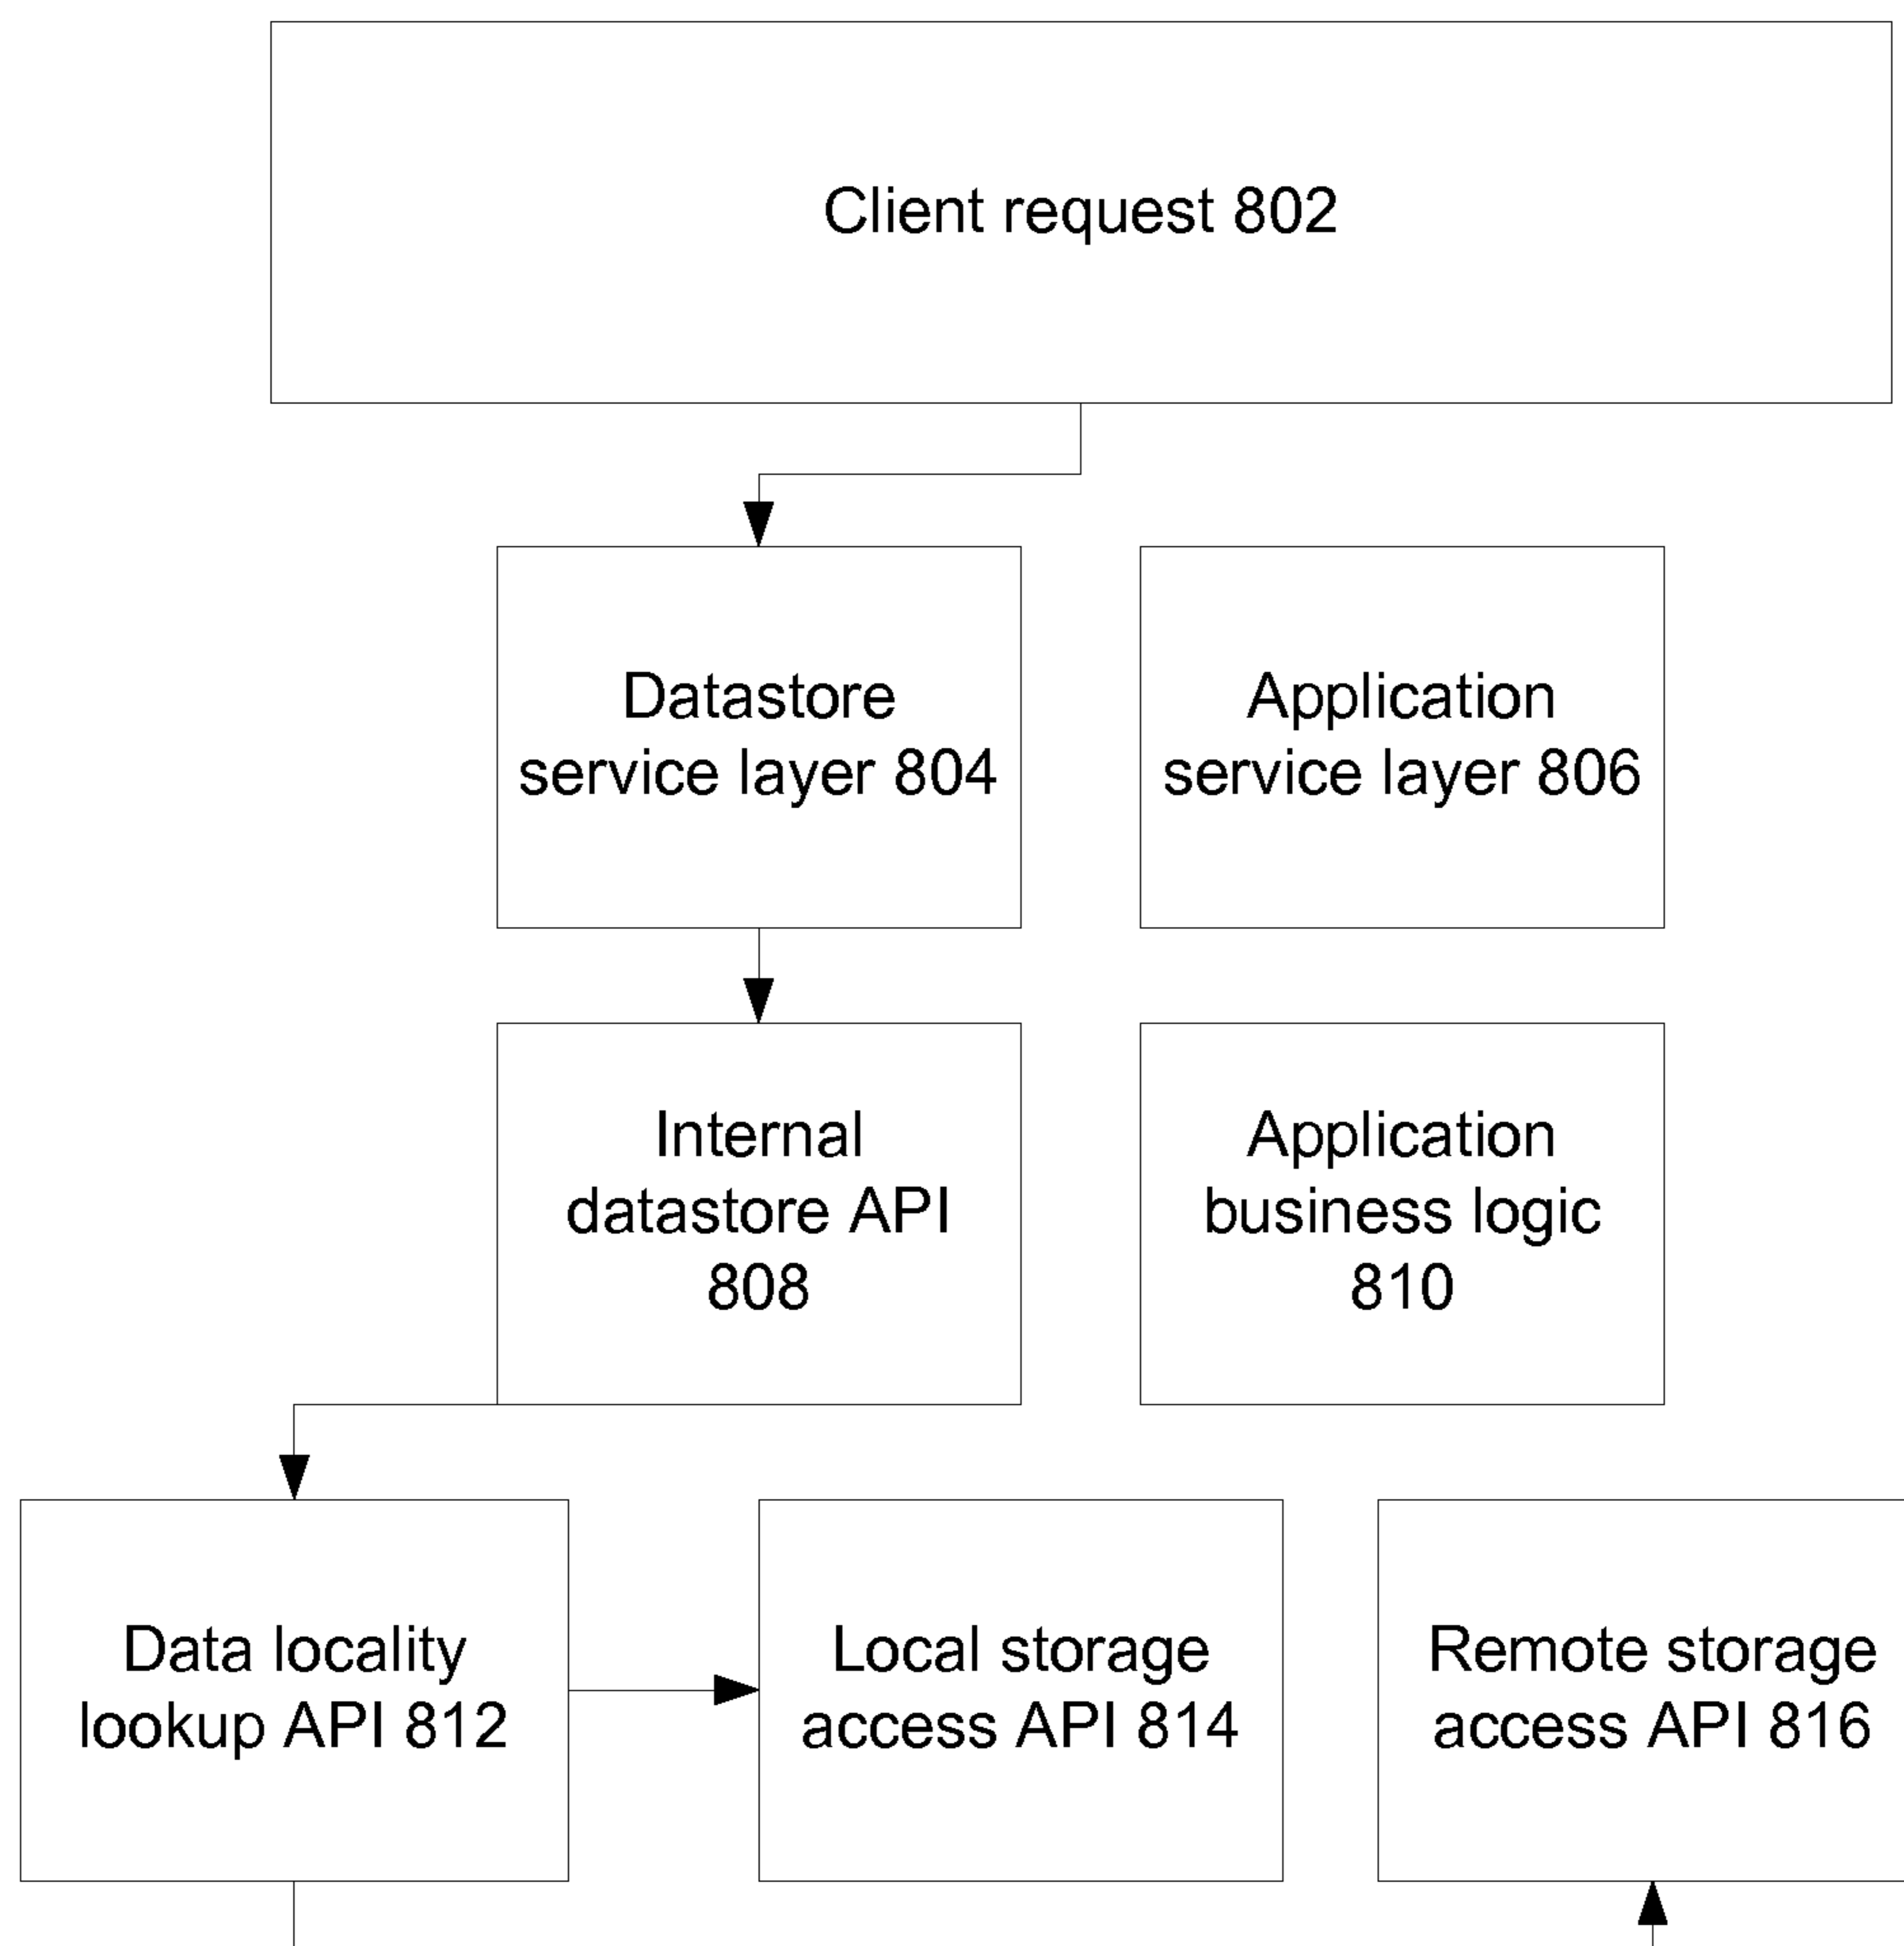 Client request 802
Datastore
service layer 804
Application
service layer 806
Internal
datastore API
808
Application
business logic
810
Data locality
lookup API 812
Local storage
access API 814
Remote storage
access API 816